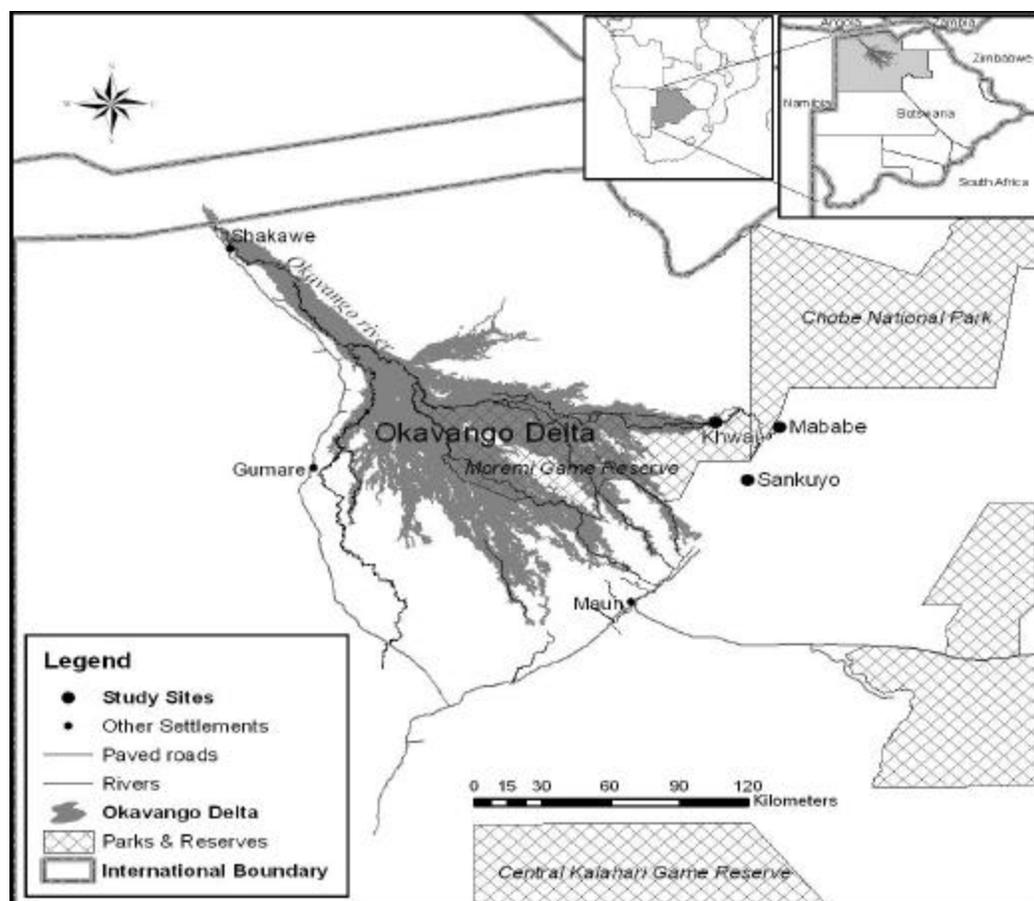 N
W
E
S
Angola
Zambia
Zimbabwe
Namibia
Botswana
South Africa
Shakawe
Okavango river
Chobe National Park
Okavango Delta
Khwai
Mababe
Gumare
Moremi Game Reserve
Sankuyo
Maun
Legend
Study Sites
Other Settlements
Paved roads
Rivers
Okavango Delta
Parks & Reserves
International Boundary
0 15 30 60 90 120
Kilometers
Central Kalahari Game Reserve